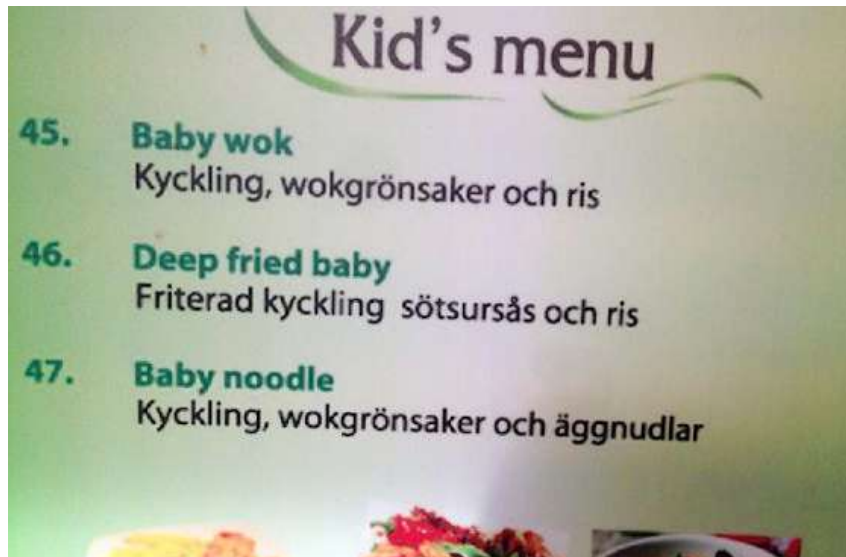 Kid's menu
45. Baby wok
Kyckling, wokgrönsaker och ris
46. Deep fried baby
Friterad kyckling sötsursås och ris
47. Baby noodle
Kyckling, wokgrönsaker och äggnudlar